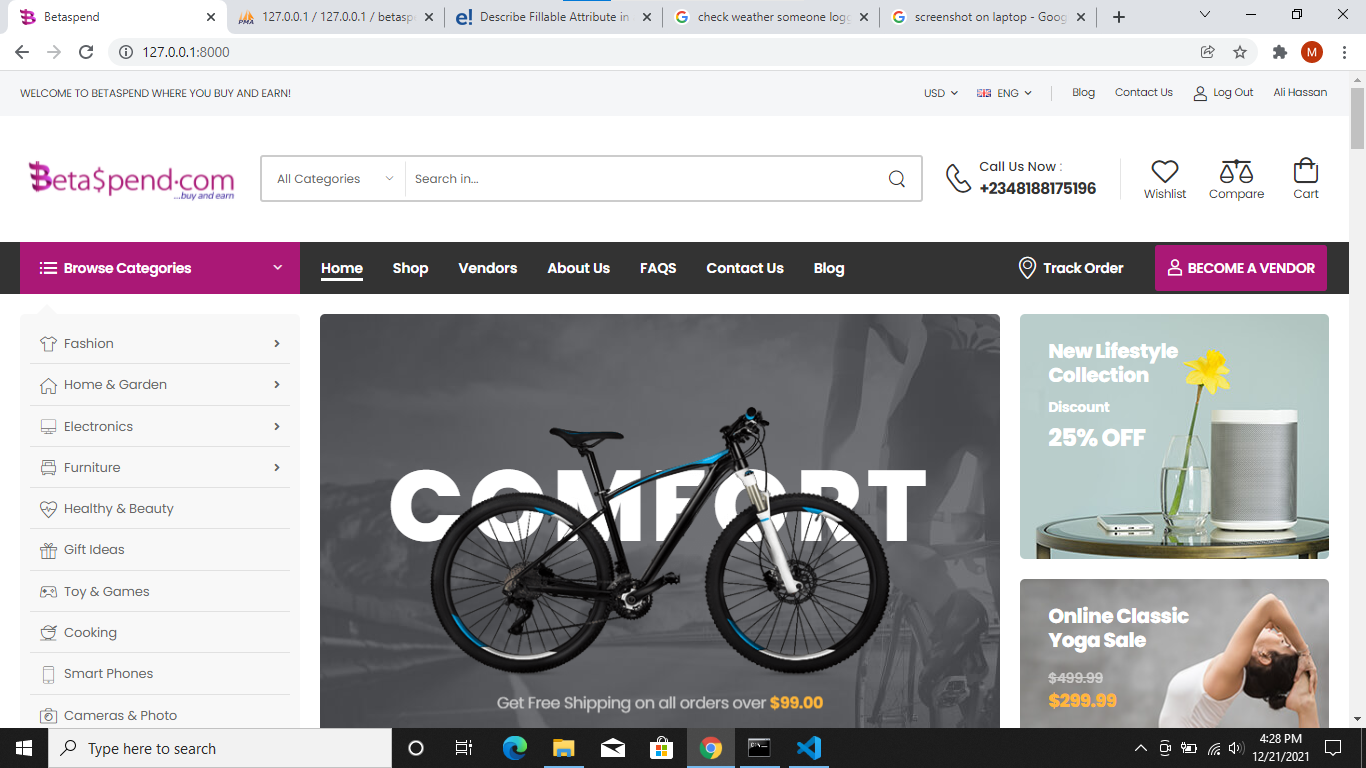 Betaspend
127.0.0.1 / 127.0.0.1 / betasp
Describe Fillable Attribute in
check weather someone logg
screenshot on laptop - Goog
127.0.0.1:8000
M
WELCOME TO BETASPEND WHERE YOU BUY AND EARN!
USD
ENG
Blog
Contact Us
Log Out
Ali Hassan
BetaSpend.com
...buy and earn
All Categories
Search in...
Call Us Now :
+2348188175196
Wishlist
Compare
Cart
Browse Categories
Home
Shop
Vendors
About Us
FAQS
Contact Us
Blog
Track Order
BECOME A VENDOR
Fashion
Home & Garden
Electronics
Furniture
Healthy & Beauty
Gift Ideas
Toy & Games
Cooking
Smart Phones
Cameras & Photo
COMFORT
Get Free Shipping on all orders over $99.00
New Lifestyle
Collection
Discount
25% OFF
Online Classic
Yoga Sale
$499.99
$299.99
Type here to search
4:28 PM
12/21/2021